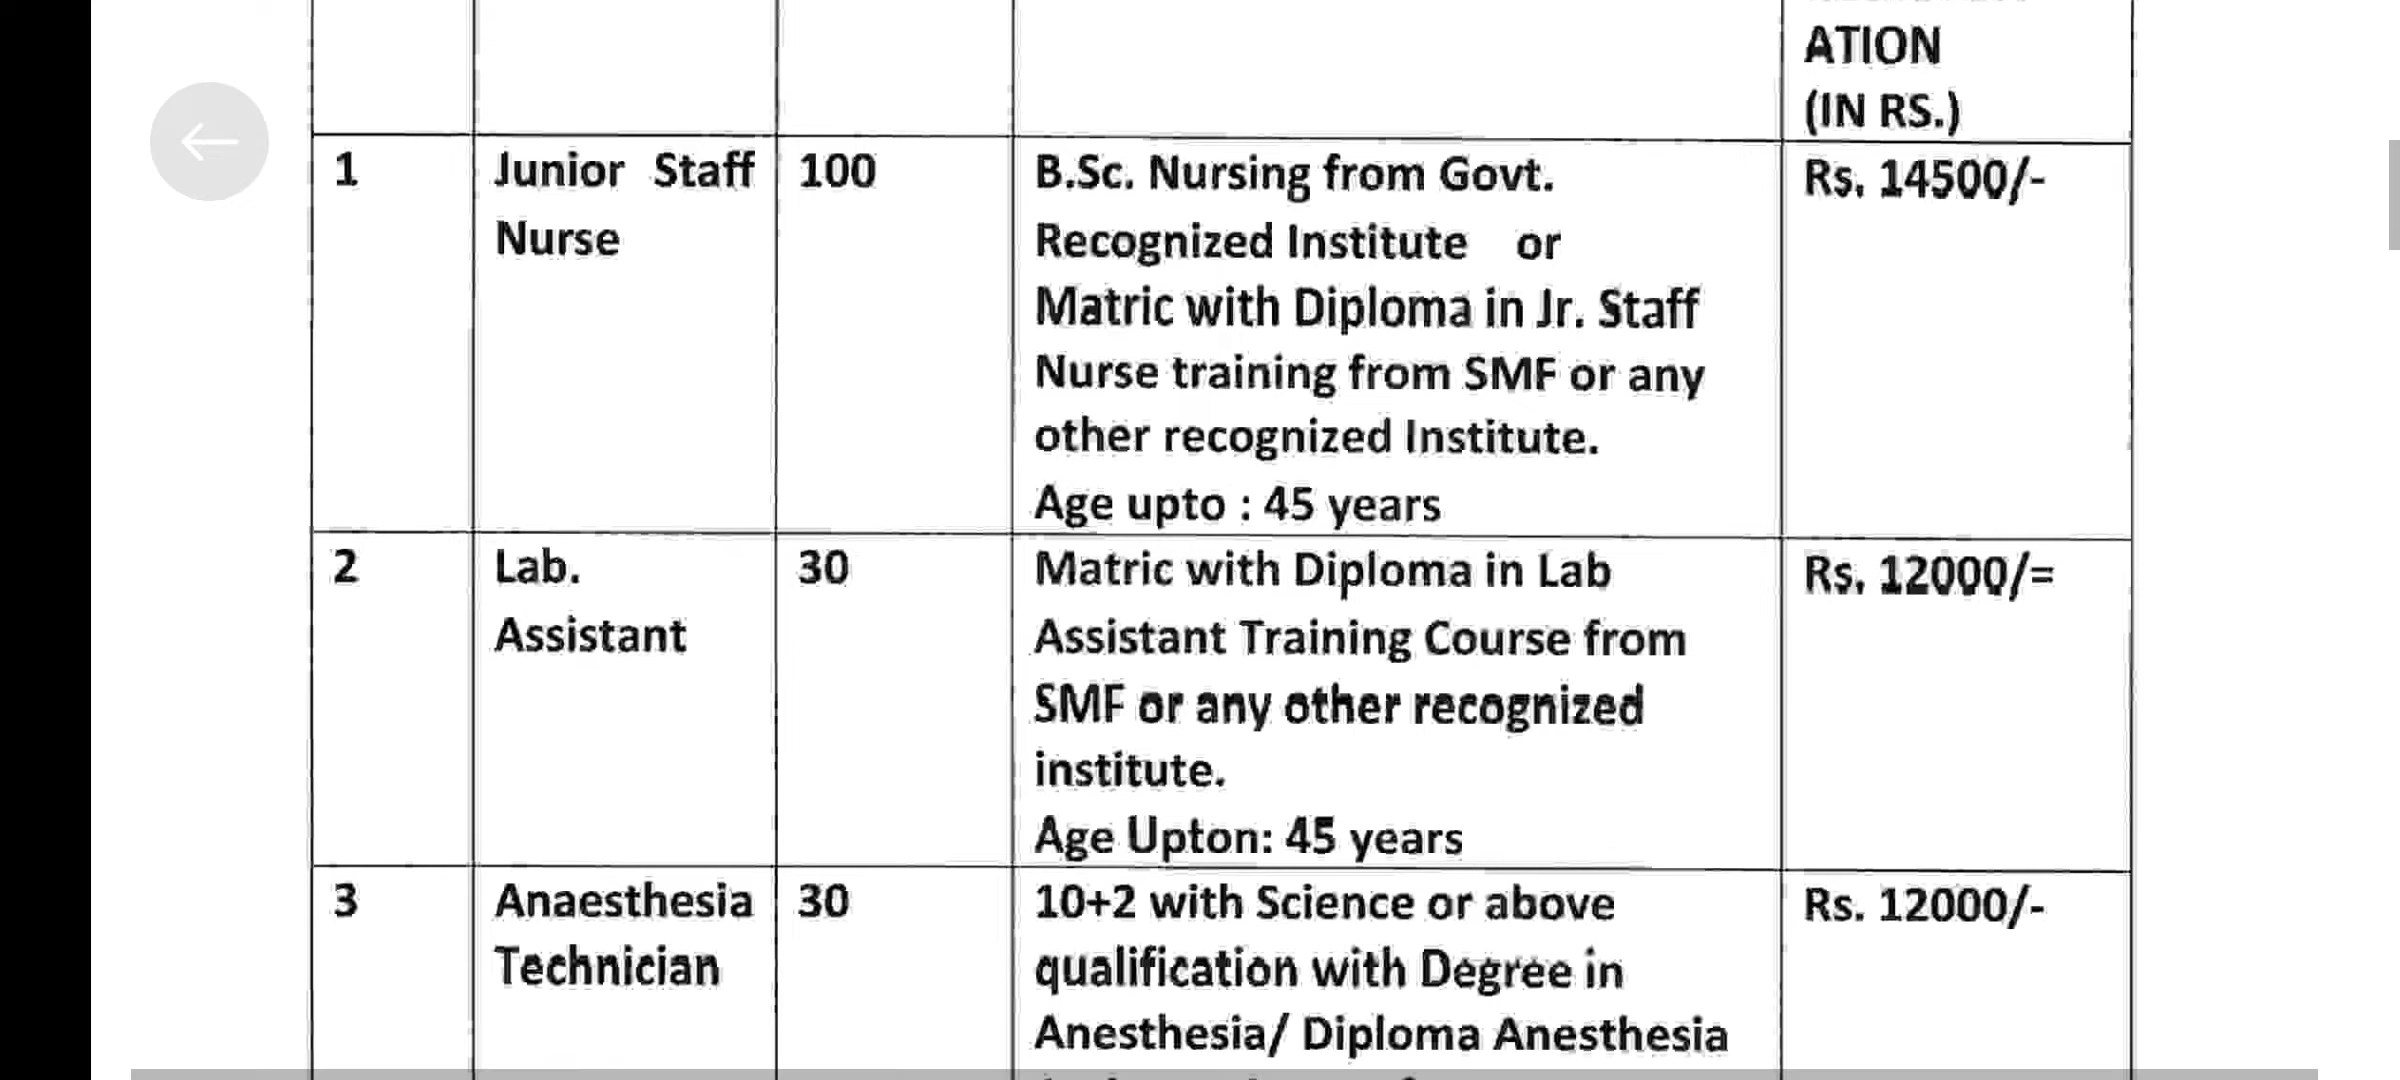 ATION
(IN RS.)
1 Junior Staff 100 B.Sc. Nursing from Govt. Rs. 14500/-
Nurse Recognized Institute or
Matric with Diploma in Jr. Staff
Nurse training from SMF or any
other recognized Institute.
Age upto : 45 years
2 Lab. 30 Matric with Diploma in Lab Rs. 12000/=
Assistant Assistant Training Course from
SMF or any other recognized
institute.
Age Upton: 45 years
3 Anaesthesia 30 10+2 with Science or above Rs. 12000/-
Technician qualification with Degree in
Anesthesia/ Diploma Anesthesia